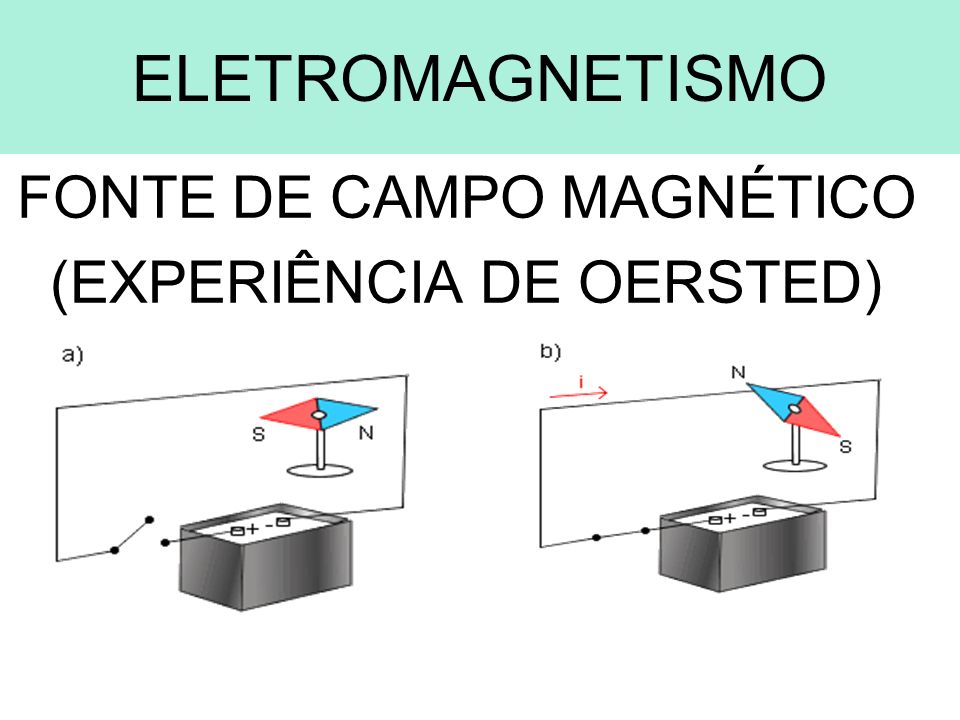 ELETROMAGNETISMO
FONTE DE CAMPO MAGNÉTICO
(EXPERIÊNCIA DE OERSTED)
a)
S
N
+ -
b)
i
N
S
+ -